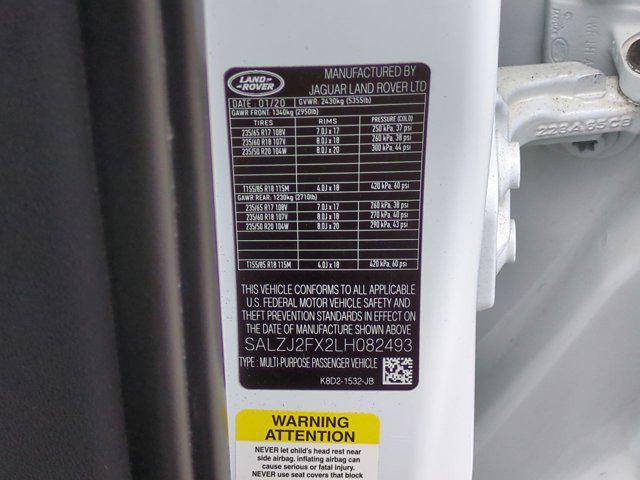 LAND
ROVER
MANUFACTURED BY
JAGUAR LAND ROVER LTD
DATE: 01/20 GVWR: 2430kg (5355lb)
GAWR FRONT: 1340kg (2950lb)
TIRES RIMS PRESSURE (COLD)
235/65 R17 108V 7.0J x 17 250 kPa, 37 psi
235/60 R18 107V 8.0J x 18 260 kPa, 38 psi
235/50 R20 104W 8.0J x 20 300 kPa, 44 psi
T155/85 R18 115M 4.0J x 18 420 kPa, 60 psi
GAWR REAR: 1230kg (2710lb)
235/65 R17 108V 7.0J x 17 260 kPa, 38 psi
235/60 R18 107V 8.0J x 18 270 kPa, 40 psi
235/50 R20 104W 8.0J x 20 290 kPa, 43 psi
T155/85 R18 115M 4.0J x 18 420 kPa, 60 psi
THIS VEHICLE CONFORMS TO ALL APPLICABLE
U.S. FEDERAL MOTOR VEHICLE SAFETY AND
THEFT PREVENTION STANDARDS IN EFFECT ON
THE DATE OF MANUFACTURE SHOWN ABOVE
SALZJ2FX2LH082493
TYPE : MULTI-PURPOSE PASSENGER VEHICLE
K8D2-1532-JB
WARNING
ATTENTION
NEVER let child's head rest near
side airbag. inflating airbag can
cause serious or fatal injury.
NEVER use seat covers that block